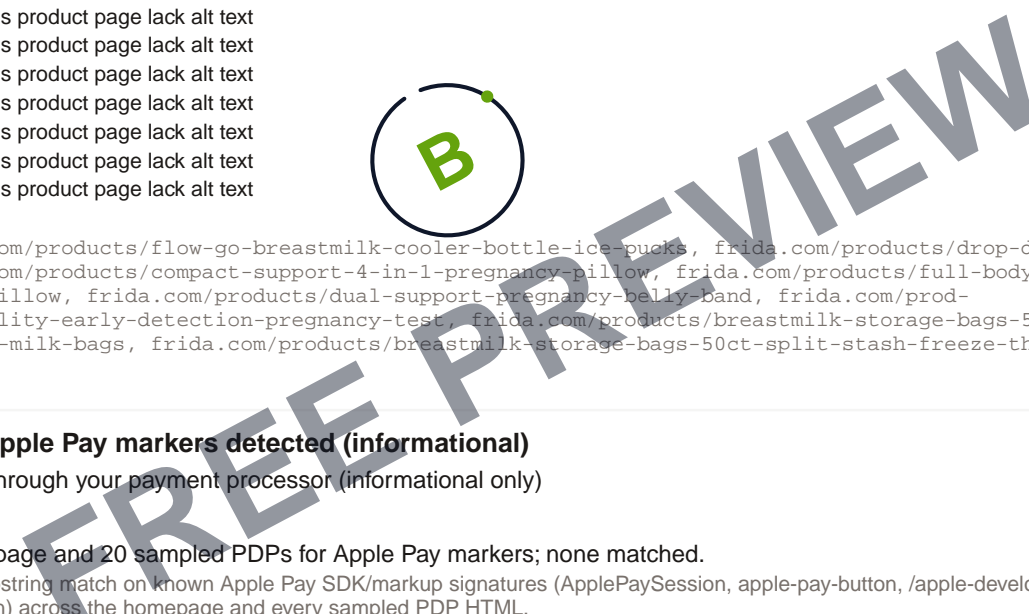 s product page lack alt text
s product page lack alt text
s product page lack alt text
s product page lack alt text
s product page lack alt text
s product page lack alt text
s product page lack alt text
B
om/products/flow-go-breastmilk-cooler-bottle-ice-pucks, frida.com/products/drop-d
om/products/compact-support-4-in-1-pregnancy-pillow, frida.com/products/full-body
illow, frida.com/products/dual-support-pregnancy-belly-band, frida.com/prod-
lity-early-detection-pregnancy-test, frida.com/products/breastmilk-storage-bags-5
-milk-bags, frida.com/products/breastmilk-storage-bags-50ct-split-stash-freeze-th
pple Pay markers detected (informational)
hrough your payment processor (informational only)
page and 20 sampled PDPs for Apple Pay markers; none matched.
-string match on known Apple Pay SDK/markup signatures (ApplePaySession, apple-pay-button, /apple-develo
n) across the homepage and every sampled PDP HTML.
FREE PREVIEW